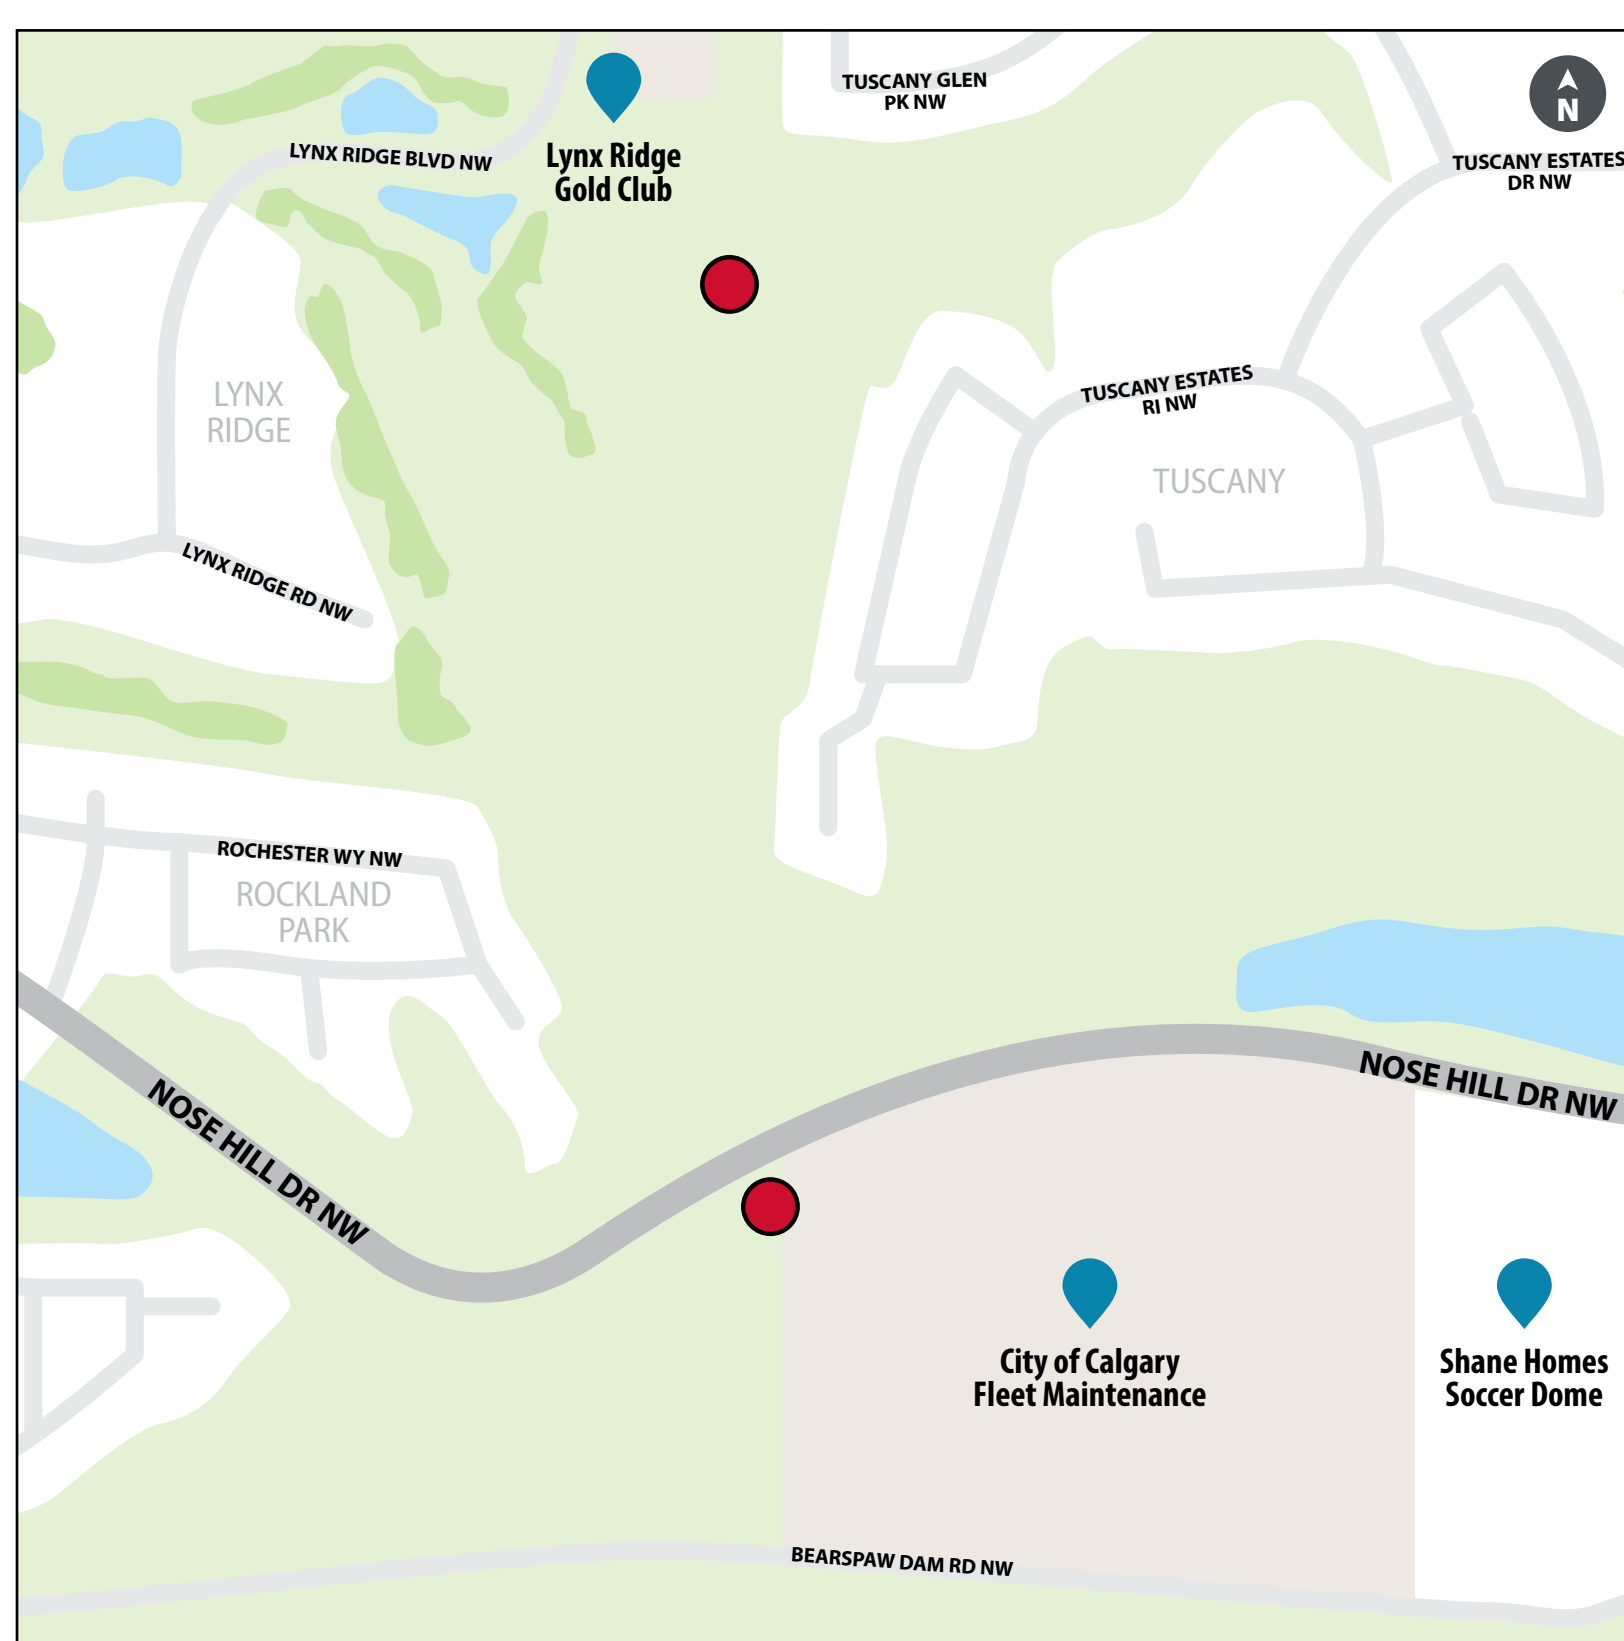 TUSCANY GLEN
PK NW
N
LYNX RIDGE BLVD NW
Lynx Ridge
Gold Club
TUSCANY ESTATES
DR NW
LYNX
RIDGE
TUSCANY ESTATES
RI NW
TUSCANY
LYNX RIDGE RD NW
ROCHESTER WY NW
ROCKLAND
PARK
NOSE HILL DR NW
NOSE HILL DR NW
City of Calgary
Fleet Maintenance
Shane Homes
Soccer Dome
BEARSPAW DAM RD NW